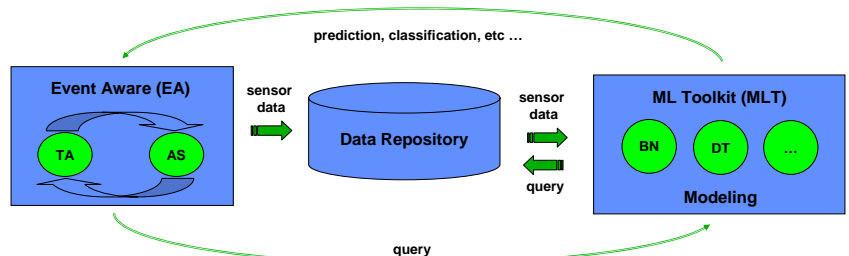 prediction, classification, etc …
Event Aware (EA)
TA
AS
sensor
data
Data Repository
sensor
data
query
ML Toolkit (MLT)
BN
DT
…
Modeling
query